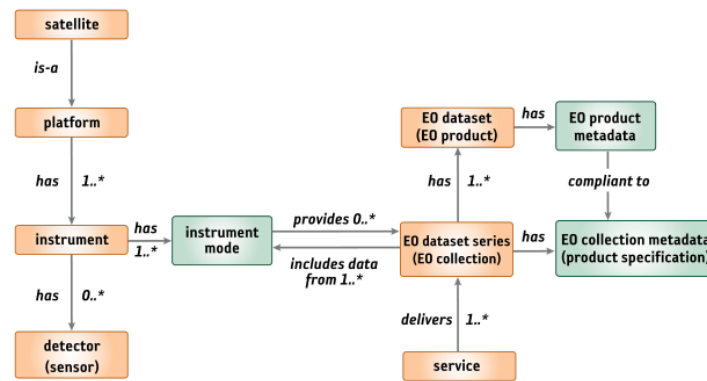 satellite
is-a
platform
has 1..*
instrument
has
1..*
instrument
mode
has 0..*
detector
(sensor)
provides 0..*
includes data
from 1..*
EO dataset
(EO product)
has
EO product
metadata
has 1..*
compliant to
EO dataset series
(EO collection)
has
EO collection metadata
(product specification)
delivers 1..*
service